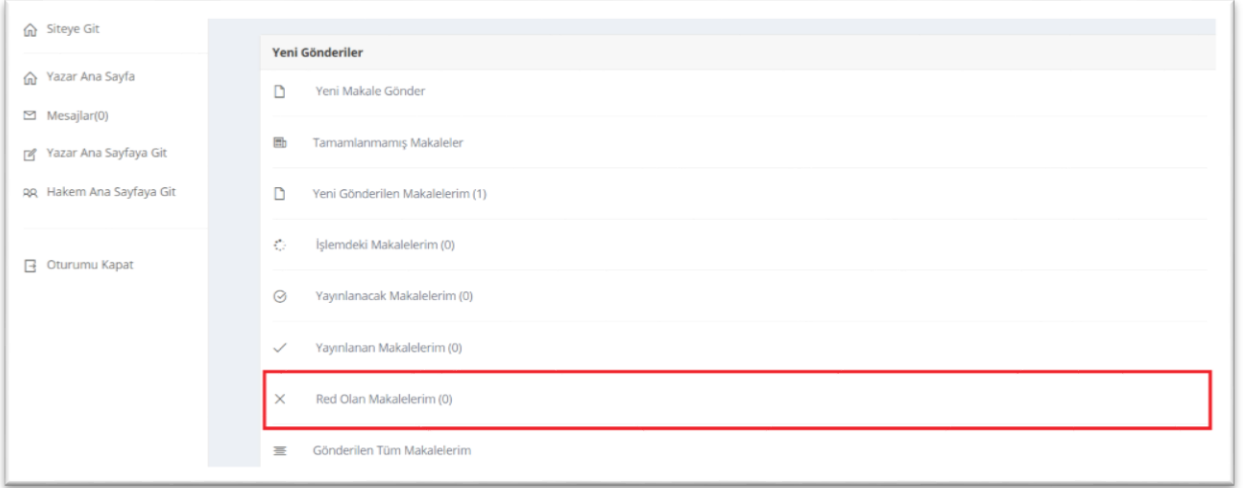 Siteye Git
Yazar Ana Sayfa
Mesajlar(0)
Yazar Ana Sayfaya Git
Hakem Ana Sayfaya Git
Oturumu Kapat
Yeni Gönderiler
Yeni Makale Gönder
Tamamlanmamış Makaleler
Yeni Gönderilen Makalelerim (1)
İşlemdeki Makalelerim (0)
Yayınlanacak Makalelerim (0)
Yayınlanan Makalelerim (0)
Red Olan Makalelerim (0)
Gönderilen Tüm Makalelerim